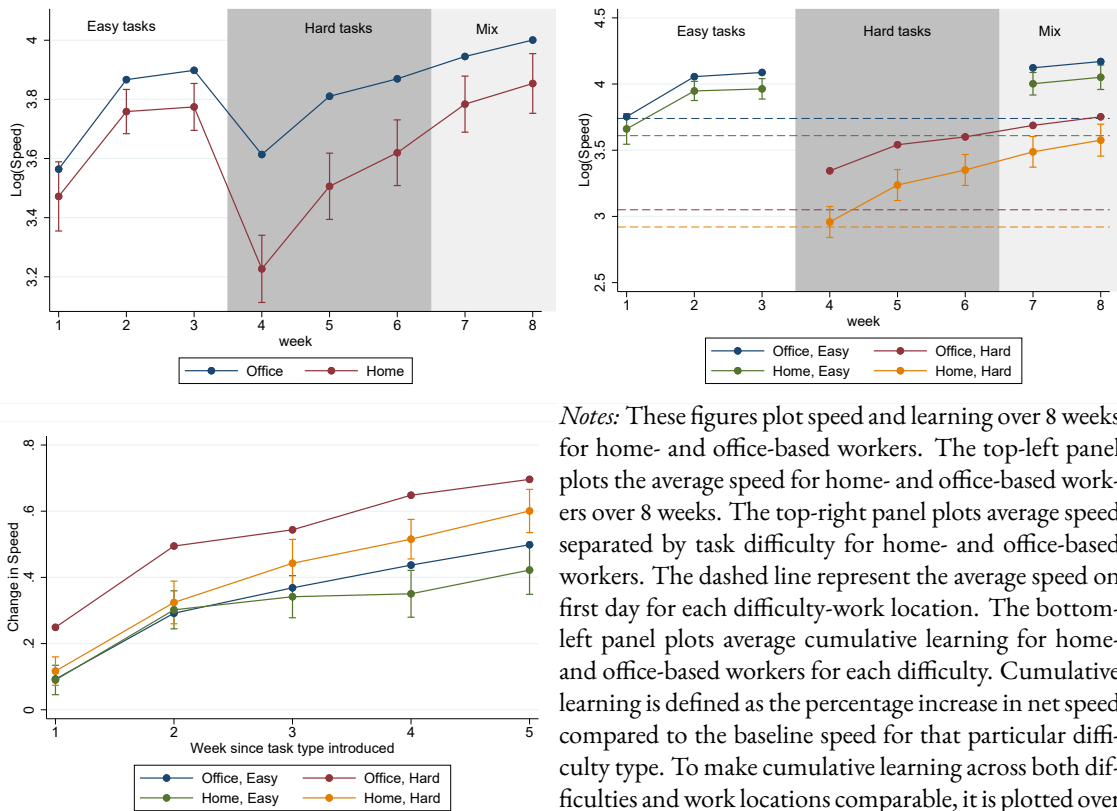 Easy tasks
Hard tasks
Mix
4
3.8
3.6
3.4
3.2
Log(Speed)
1 2 3 4 5 6 7 8
week
Office
Home
Easy tasks
Hard tasks
Mix
4.5
4
3.5
3
2.5
Log(Speed)
1 2 3 4 5 6 7 8
week
Office, Easy
Office, Hard
Home, Easy
Home, Hard
.8
.6
.4
.2
0
Change in Speed
1 2 3 4 5
Week since task type introduced
Office, Easy
Office, Hard
Home, Easy
Home, Hard
Notes: These figures plot speed and learning over 8 weeks
for home- and office-based workers. The top-left panel
plots the average speed for home- and office-based work-
ers over 8 weeks. The top-right panel plots average speed
separated by task difficulty for home- and office-based
workers. The dashed line represent the average speed on
first day for each difficulty-work location. The bottom-
left panel plots average cumulative learning for home-
and office-based workers for each difficulty. Cumulative
learning is defined as the percentage increase in net speed
compared to the baseline speed for that particular diffi-
culty type. To make cumulative learning across both dif-
ficulties and work locations comparable, it is plotted over